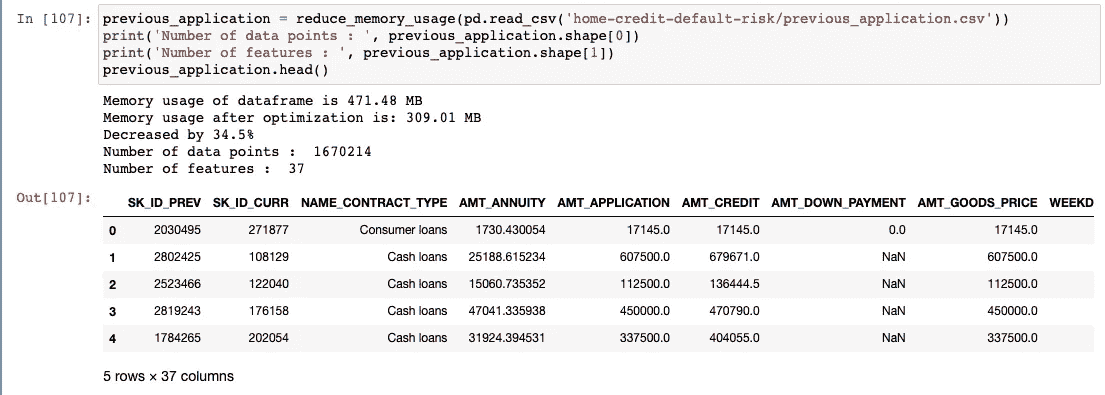 In [107]: previous_application = reduce_memory_usage(pd.read_csv('home-credit-default-risk/previous_application.csv'))
print('Number of data points : ', previous_application.shape[0])
print('Number of features : ', previous_application.shape[1])
previous_application.head()
Memory usage of dataframe is 471.48 MB
Memory usage after optimization is: 309.01 MB
Decreased by 34.5%
Number of data points :  1670214
Number of features :  37
Out[107]: SK_ID_PREV SK_ID_CURR NAME_CONTRACT_TYPE AMT_ANNUITY AMT_APPLICATION AMT_CREDIT AMT_DOWN_PAYMENT AMT_GOODS_PRICE WEEKD
0 2030495 271877 Consumer loans 1730.430054 17145.0 17145.0 0.0 17145.0
1 2802425 108129 Cash loans 25188.615234 607500.0 679671.0 NaN 607500.0
2 2523466 122040 Cash loans 15060.735352 112500.0 136444.5 NaN 112500.0
3 2819243 176158 Cash loans 47041.335938 450000.0 470790.0 NaN 450000.0
4 1784265 202054 Cash loans 31924.394531 337500.0 404055.0 NaN 337500.0
5 rows × 37 columns